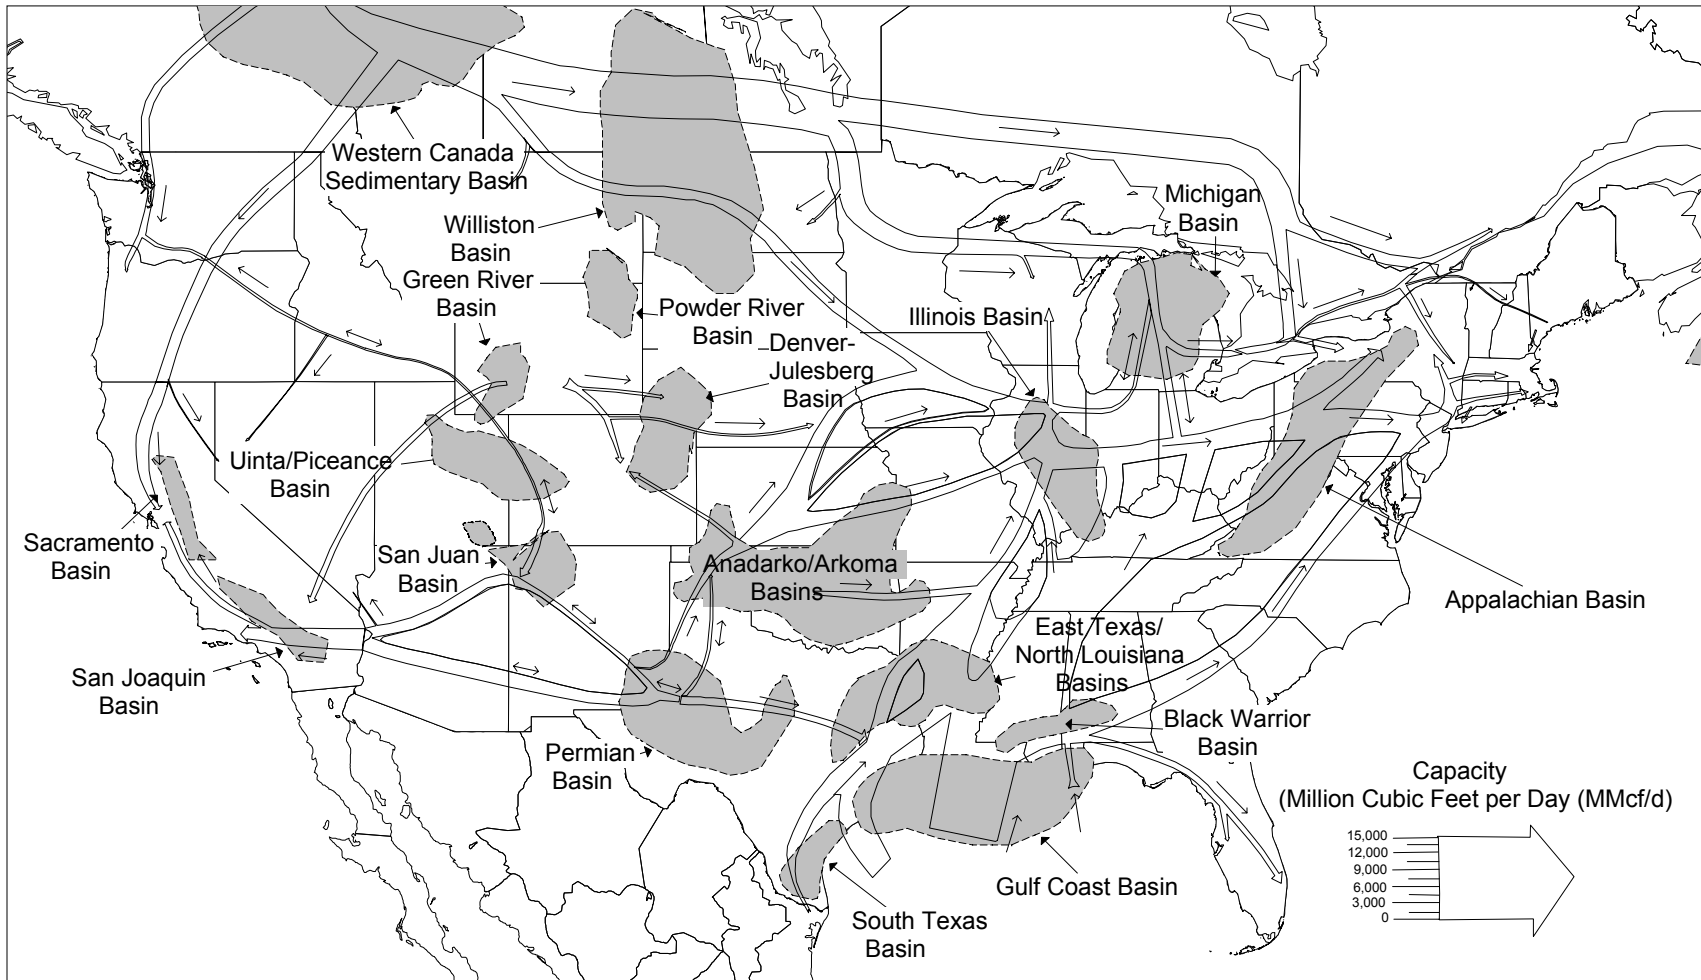 Western Canada
Sedimentary Basin
Michigan
Basin
Williston
Basin
Green River
Basin
Powder River
Basin
Illinois Basin
Denver-
Julesberg
Basin
Uinta/Piceance
Basin
Sacramento
Basin
San Juan
Basin
Anadarko/Arkoma
Basins
Appalachian Basin
East Texas/
North Louisiana
Basins
San Joaquin
Basin
Black Warrior
Basin
Permian
Basin
Gulf Coast Basin
South Texas
Basin
Capacity
(Million Cubic Feet per Day (MMcf/d)
15,000
12,000
9,000
6,000
3,000
0